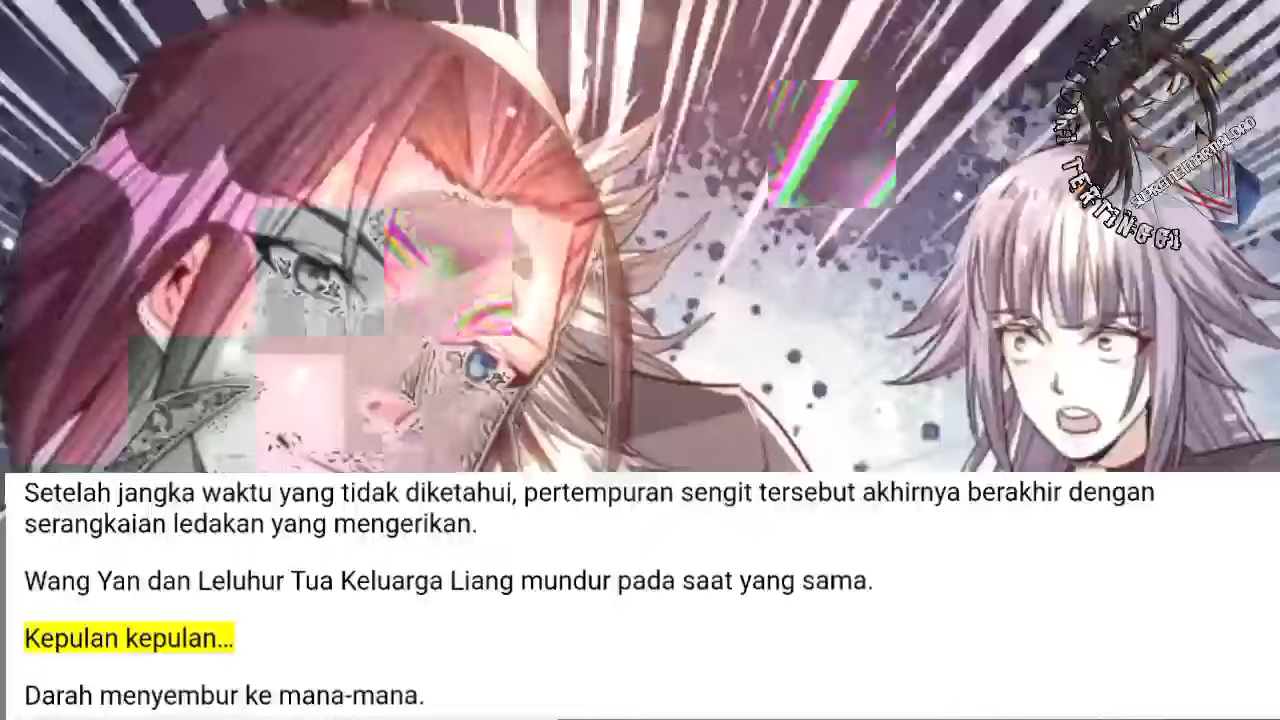 TERTINGGI
Setelah jangka waktu yang tidak diketahui, pertempuran sengit tersebut akhirnya berakhir dengan
serangkaian ledakan yang mengerikan.
Wang Yan dan Leluhur Tua Keluarga Liang mundur pada saat yang sama.
Kepulan kepulan...
Darah menyembur ke mana-mana.